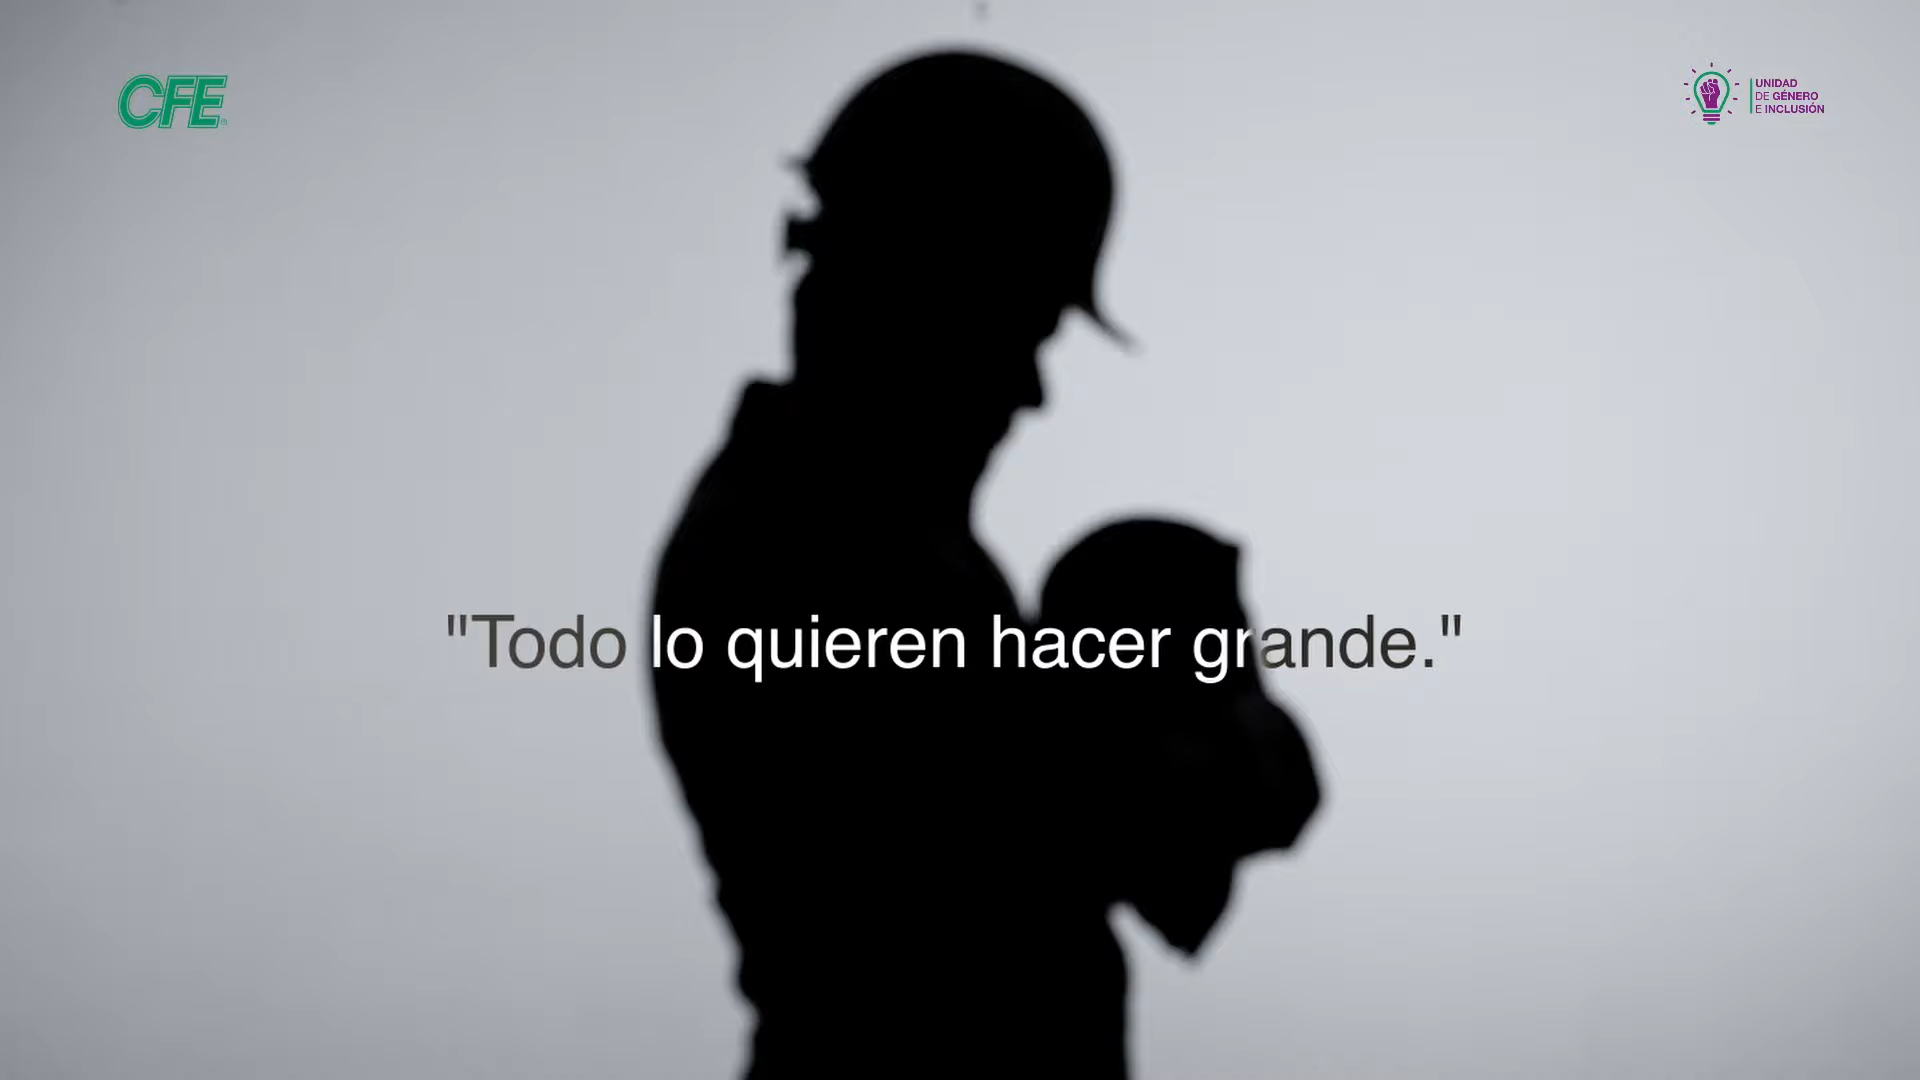 CFE
UNIDAD
DE GÉNERO
E INCLUSIÓN
"Todo lo quieren hacer grande."